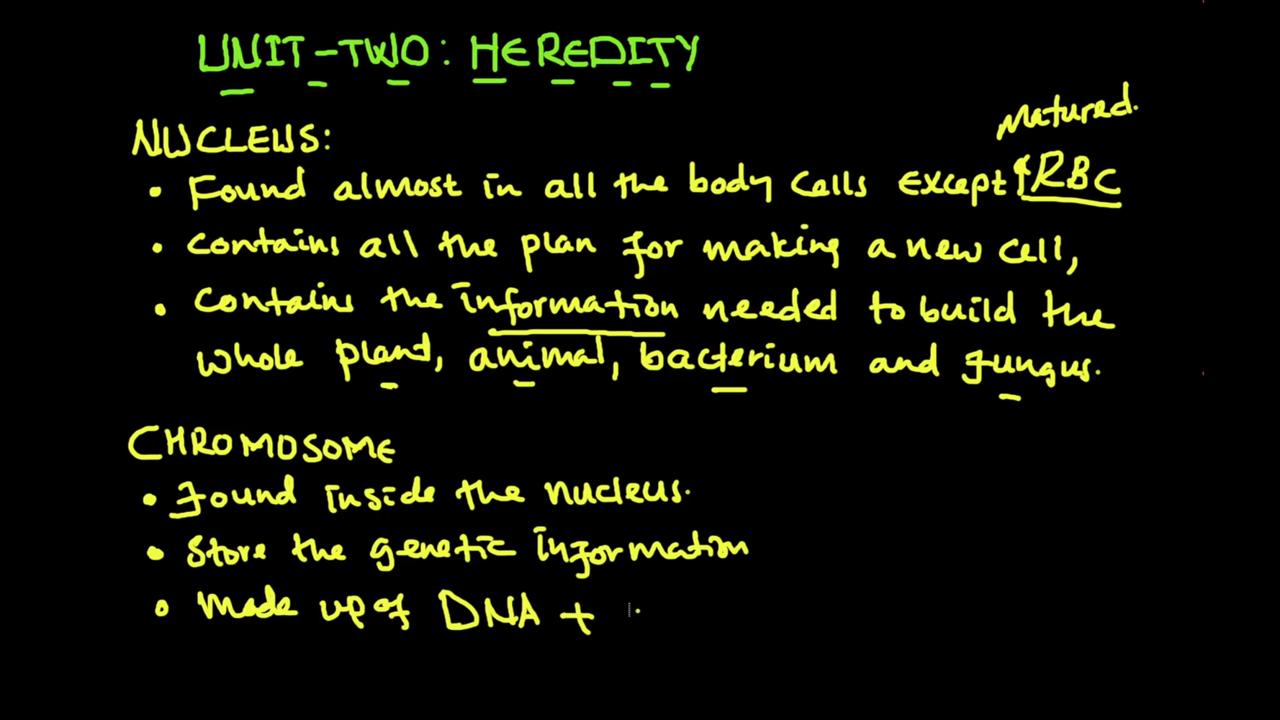 UNIT-TWO: HEREDITY
Matured.
NUCLEUS:
• Found almost in all the body cells except RBC
• contains all the plan for making a new cell,
• contains the information needed to build the
whole plant, animal, bacterium and fungus.
CHROMOSOME
• Found inside the nucleus.
• Store the genetic information
• Made up of DNA +